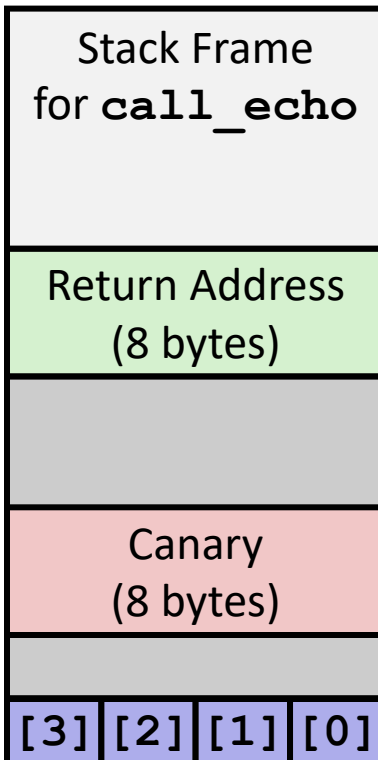 Stack Frame
for call_echo
Return Address
(8 bytes)
Canary
(8 bytes)
[3] [2] [1] [0]